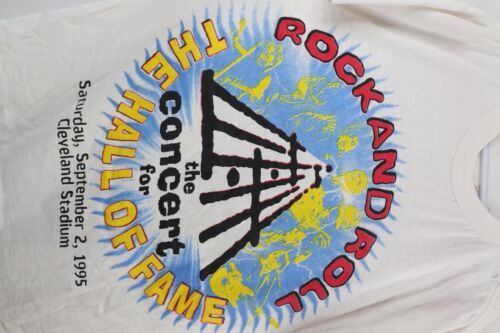 ROCK AND ROLL
the
concert
for
THE HALL OF FAME
Saturday, September 2, 1995
Cleveland Stadium